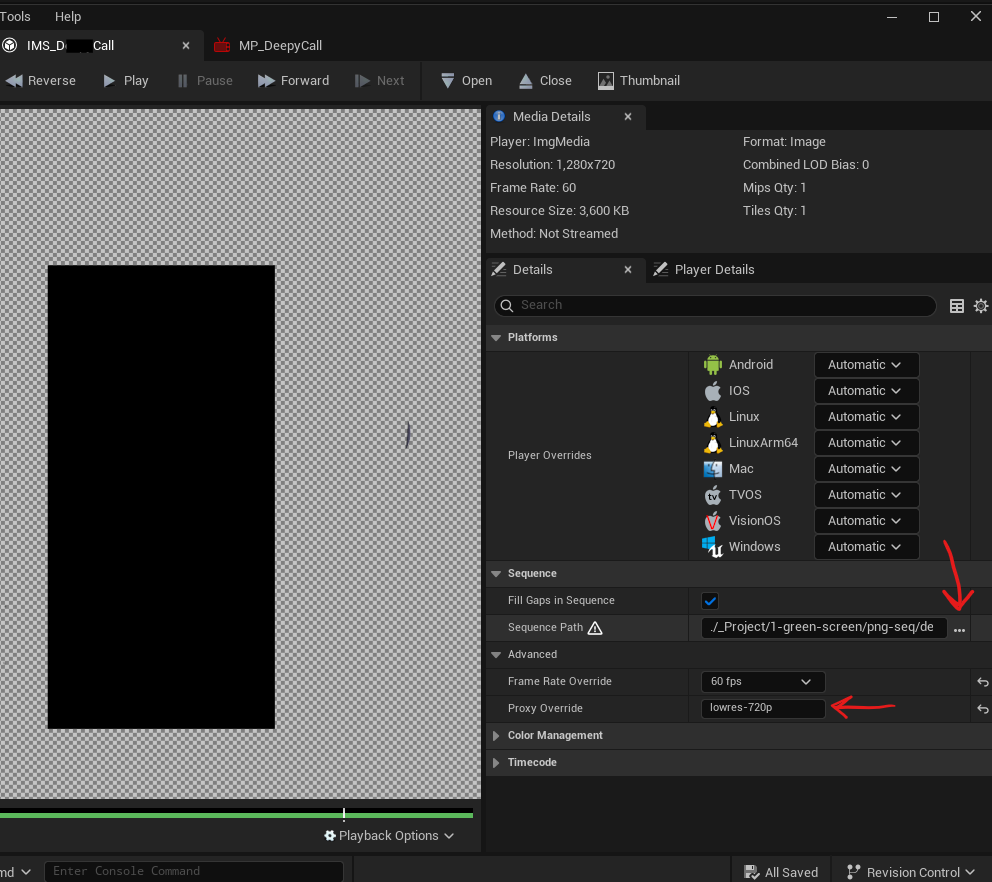 Tools Help
IMS_D Call MP_DeepyCall
Reverse Play Pause Forward Next Open Close Thumbnail
Media Details
Player: ImgMedia Format: Image
Resolution: 1,280x720 Combined LOD Bias: 0
Frame Rate: 60 Mips Qty: 1
Resource Size: 3,600 KB Tiles Qty: 1
Method: Not Streamed
Details Player Details
Search
Platforms
Player Overrides
Android Automatic
IOS Automatic
Linux Automatic
LinuxArm64 Automatic
Mac Automatic
TVOS Automatic
VisionOS Automatic
Windows Automatic
Sequence
Fill Gaps in Sequence
Sequence Path ./_Project/1-green-screen/png-seq/de ...
Advanced
Frame Rate Override 60 fps
Proxy Override lowres-720p
Color Management
Timecode
Playback Options
md Enter Console Command All Saved Revision Control